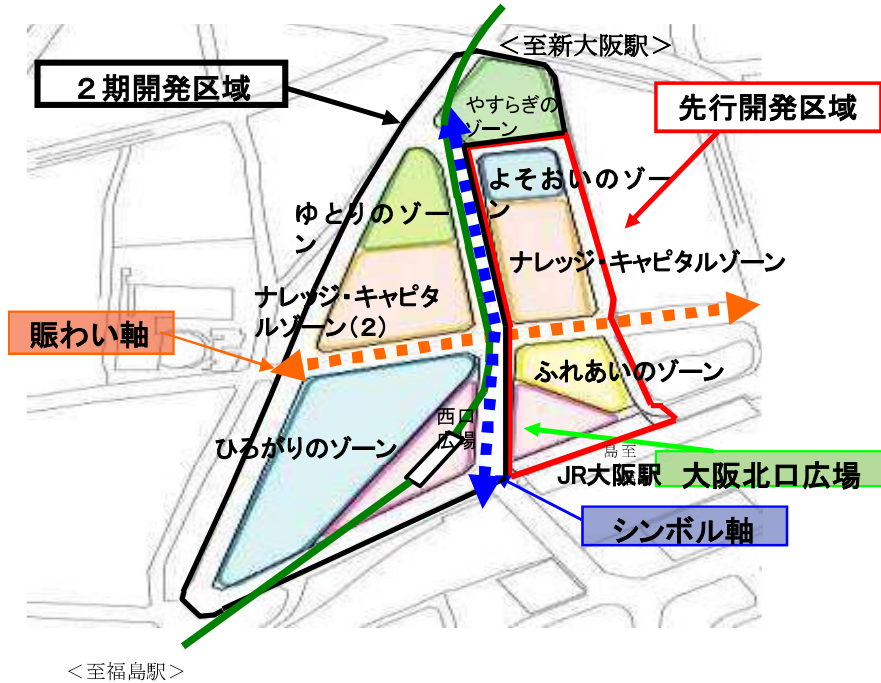 ＜至新大阪駅＞
２期開発区域
やすらぎの
ゾーン
先行開発区域
よそおいのゾー
ン
ゆとりのゾー
ン
ナレッジ・キャピタルゾーン
ナレッジ・キャピタ
ルゾーン（２）
賑わい軸
ふれあいのゾーン
西口
広場
ひろがりのゾーン
島至
JR大阪駅
大阪北口広場
シンボル軸
＜至福島駅＞